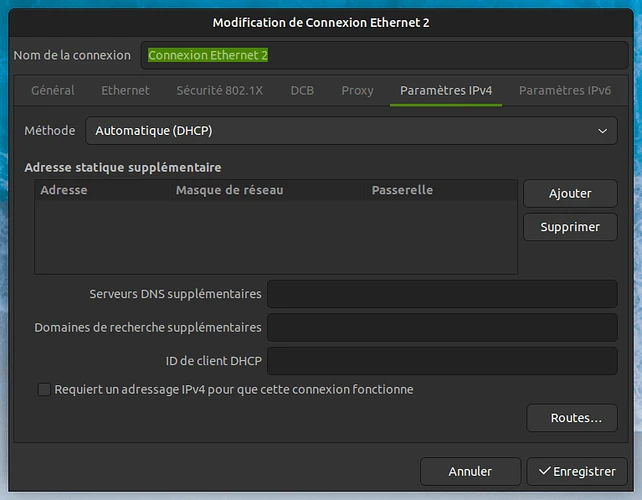 Modification de Connexion Ethernet 2
Nom de la connexion Connexion Ethernet 2
Général Ethernet Sécurité 802.1X DCB Proxy Paramètres IPv4 Paramètres IPv6
Méthode Automatique (DHCP)
Adresse statique supplémentaire
Adresse Masque de réseau Passerelle
Ajouter
Supprimer
Serveurs DNS supplémentaires
Domaines de recherche supplémentaires
ID de client DHCP
Requiert un adressage IPv4 pour que cette connexion fonctionne
Routes…
Annuler Enregistrer